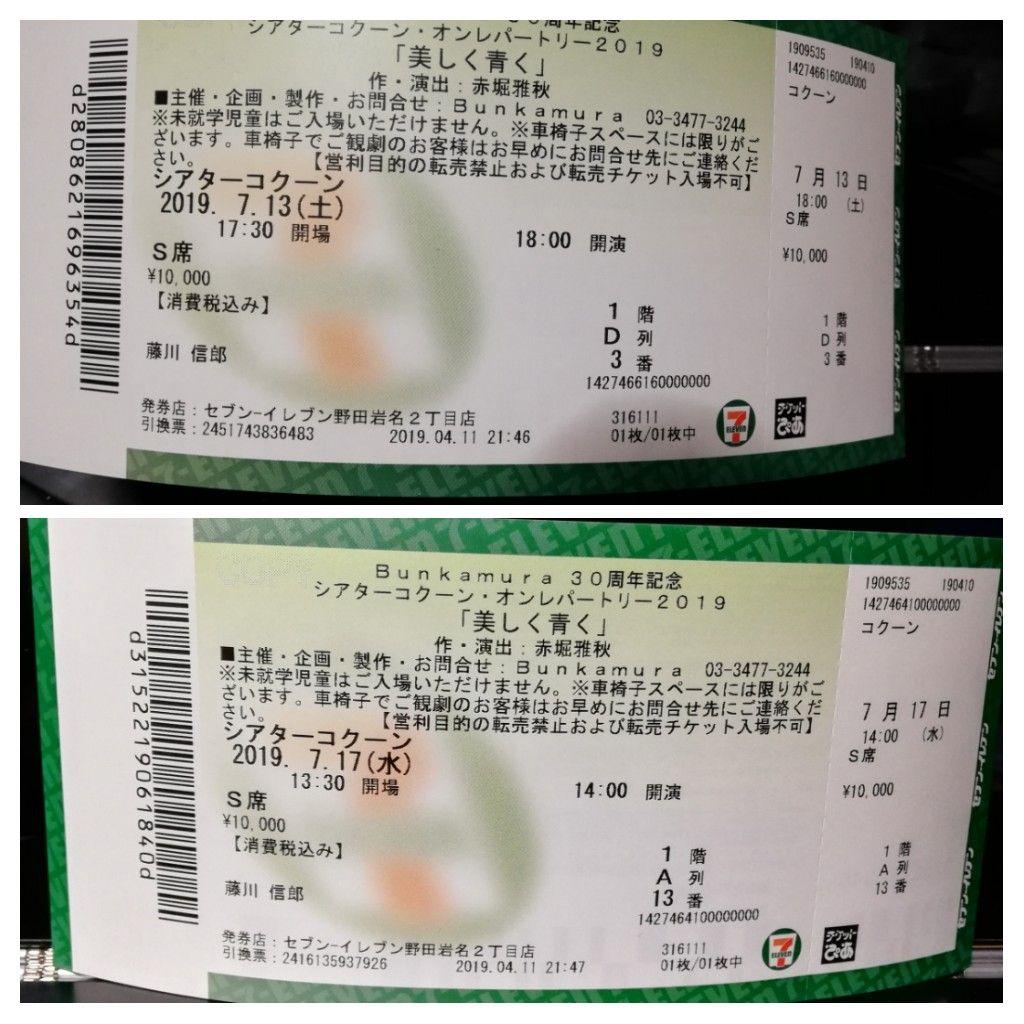 30周年記念
シアターコクーン・オンレパートリー2019
「美しく青く」
作・演出：赤堀雅秋
■主催・企画・製作・お問合せ：Bunkamura 03-3477-3244
※未就学児童はご入場いただけません。※車椅子スペースには限りがご
ざいます。車椅子でご観劇のお客様はお早めにお問合せ先にご連絡くだ
さい。 【営利目的の転売禁止および転売チケット入場不可】
シアターコクーン
2019. 7.13(土)
17:30 開場 18:00 開演
S席
¥10,000
【消費税込み】
1 階
D 列
3 番
藤川 信郎
1427466160000000
発券店：セブン-イレブン野田岩名2丁目店 316111
引換票：2451743836483 2019.04.11 21:46 01枚/01枚中
d2808621696354d
7 ELEVEN
チケットぴあ
1909535 190410
1427466160000000
コクーン
7 月 13 日
18:00 (土)
S席
¥10,000
1 階
D 列
3 番
Bunkamura 30周年記念
シアターコクーン・オンレパートリー2019
「美しく青く」
作・演出：赤堀雅秋
■主催・企画・製作・お問合せ：Bunkamura 03-3477-3244
※未就学児童はご入場いただけません。※車椅子スペースには限りがご
ざいます。車椅子でご観劇のお客様はお早めにお問合せ先にご連絡くだ
さい。 【営利目的の転売禁止および転売チケット入場不可】
シアターコクーン
2019. 7.17(水)
13:30 開場 14:00 開演
S席
¥10,000
【消費税込み】
1 階
A 列
13 番
藤川 信郎
1427464100000000
発券店：セブン-イレブン野田岩名2丁目店 316111
引換票：2416135937926 2019.04.11 21:47 01枚/01枚中
d3152219061840d
7 ELEVEN
チケットぴあ
1909535 190410
1427464100000000
コクーン
7 月 17 日
14:00 (水)
S席
¥10,000
1 階
A 列
13 番